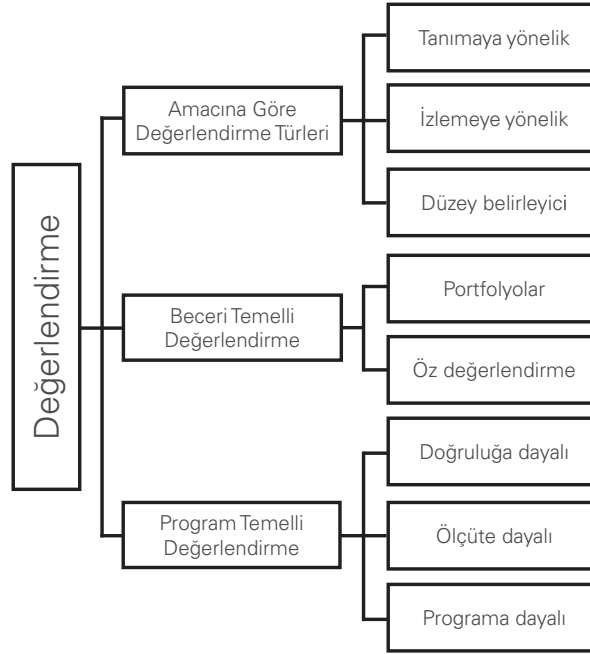 Değerlendirme
Amacına Göre
Değerlendirme Türleri
Tanımaya yönelik
İzlemeye yönelik
Düzey belirleyici
Beceri Temelli
Değerlendirme
Portfolyolar
Öz değerlendirme
Program Temelli
Değerlendirme
Doğruluğa dayalı
Ölçüte dayalı
Programa dayalı